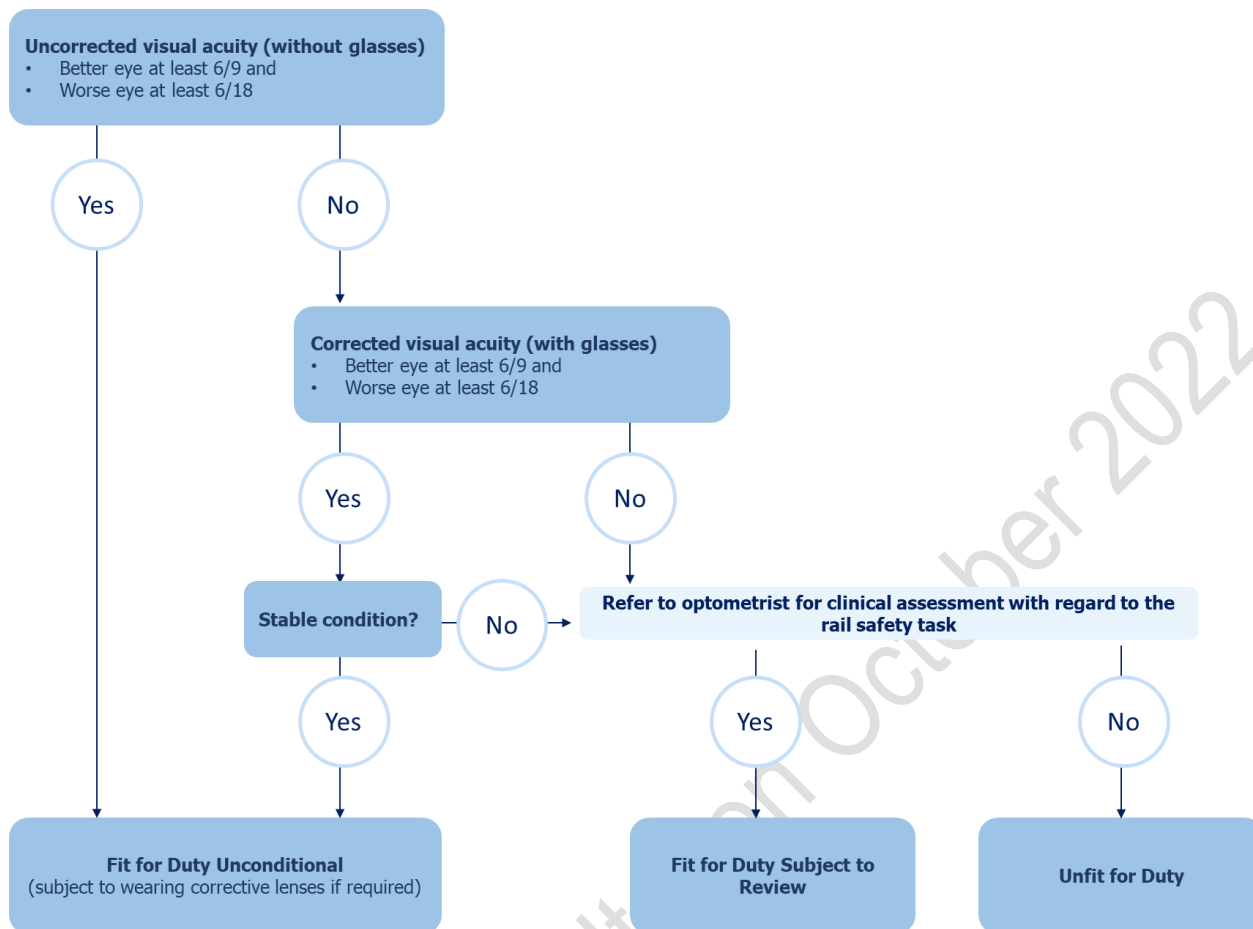 Uncorrected visual acuity (without glasses)
• Better eye at least 6/9 and
• Worse eye at least 6/18
Yes
No
Corrected visual acuity (with glasses)
• Better eye at least 6/9 and
• Worse eye at least 6/18
Yes
No
Stable condition?
No
Refer to optometrist for clinical assessment with regard to the
rail safety task
Yes
Yes
No
Fit for Duty Unconditional
(subject to wearing corrective lenses if required)
Fit for Duty Subject to
Review
Unfit for Duty
October 2022